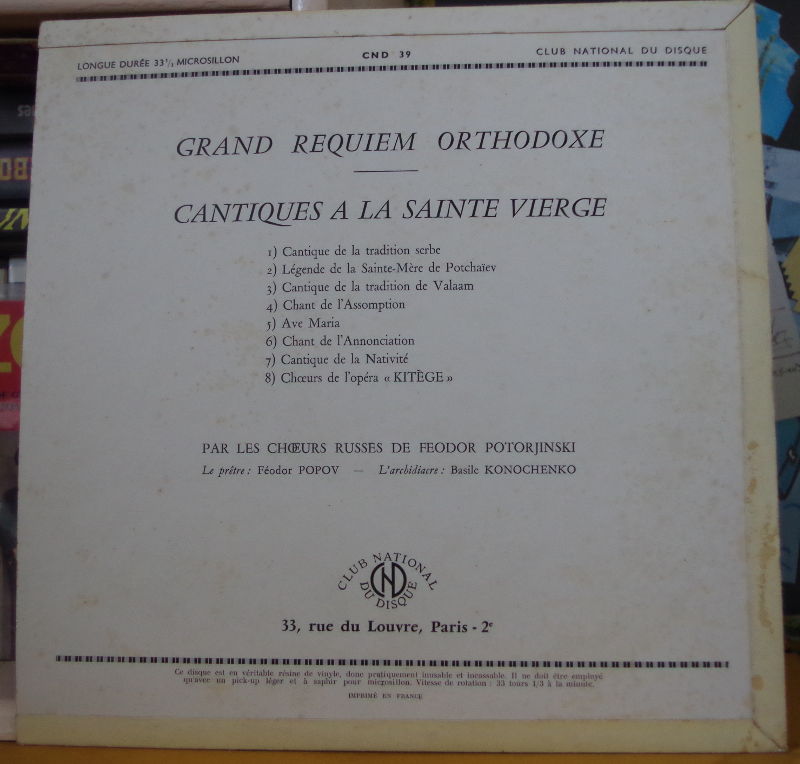 LONGUE DURÉE 33 1/3 MICROSILLON
CND 39
CLUB NATIONAL DU DISQUE
GRAND REQUIEM ORTHODOXE
CANTIQUES A LA SAINTE VIERGE
1) Cantique de la tradition serbe
2) Légende de la Sainte-Mère de Potchaïev
3) Cantique de la tradition de Valaam
4) Chant de l'Assomption
5) Ave Maria
6) Chant de l'Annonciation
7) Cantique de la Nativité
8) Chœurs de l'opéra « KITÈGE »
PAR LES CHŒURS RUSSES DE FEODOR POTORJINSKI
Le prêtre : Féodor POPOV — L'archidiacre : Basile KONOCHENKO
CLUB NATIONAL
CND
DU DISQUE
33, rue du Louvre, Paris - 2e
Ce disque est en véritable résine de vinyle, donc pratiquement inusable et incassable. Il ne doit être employé
qu'avec un pick-up léger et à saphir pour microsillon. Vitesse de rotation : 33 tours 1/3 à la minute.
IMPRIMÉ EN FRANCE